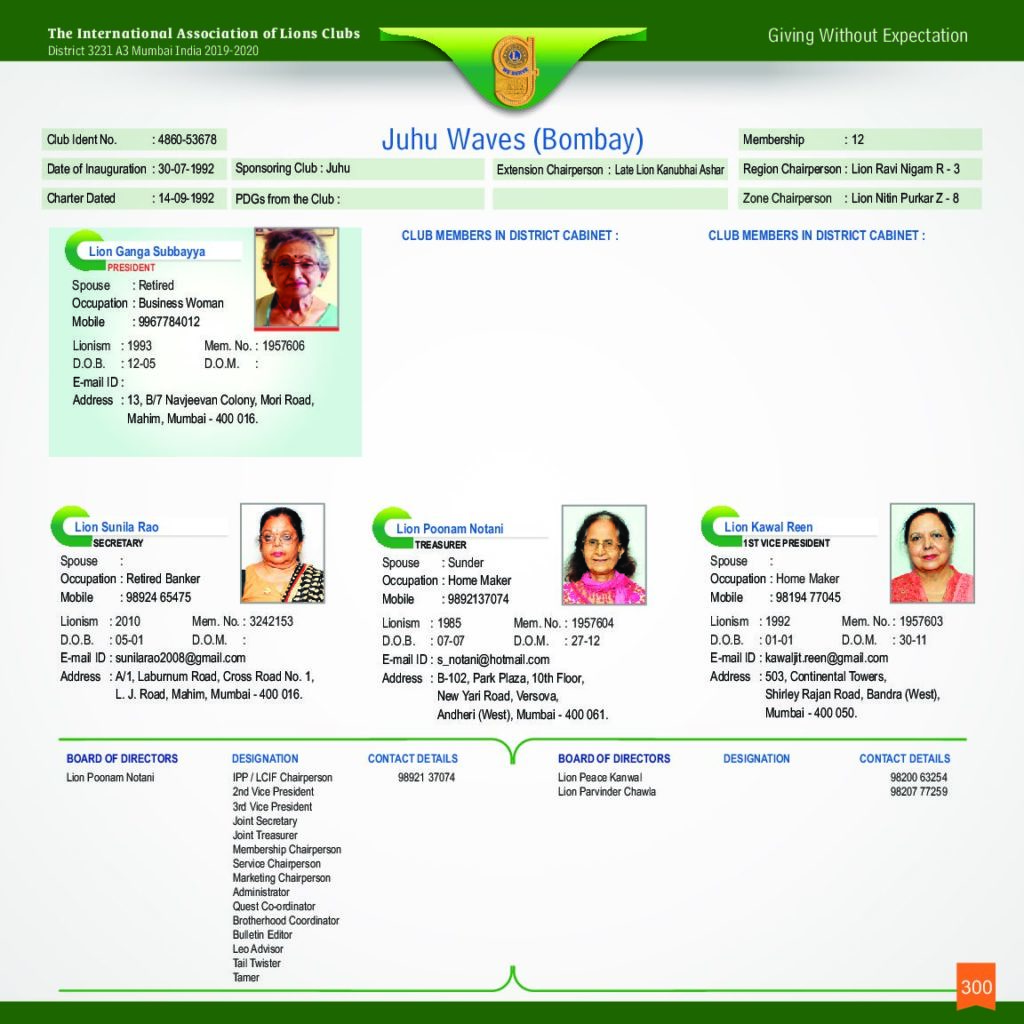 The International Association of Lions Clubs
District 3231 A3 Mumbai India 2019-2020
Giving Without Expectation
WE SERVE
Juhu Waves (Bombay)
Club Ident No. : 4860-53678
Membership : 12
Date of Inauguration : 30-07-1992
Sponsoring Club : Juhu
Extension Chairperson : Late Lion Kanubhai Ashar
Region Chairperson : Lion Ravi Nigam R - 3
Charter Dated : 14-09-1992
PDGs from the Club :
Zone Chairperson : Lion Nitin Purkar Z - 8
Lion Ganga Subbayya
PRESIDENT
Spouse : Retired
Occupation : Business Woman
Mobile : 9967784012
Lionism : 1993 Mem. No. : 1957606
D.O.B. : 12-05 D.O.M. :
E-mail ID :
Address : 13, B/7 Navjeevan Colony, Mori Road,
Mahim, Mumbai - 400 016.
CLUB MEMBERS IN DISTRICT CABINET :
CLUB MEMBERS IN DISTRICT CABINET :
Lion Sunila Rao
SECRETARY
Spouse :
Occupation : Retired Banker
Mobile : 98924 65475
Lionism : 2010 Mem. No. : 3242153
D.O.B. : 05-01 D.O.M. :
E-mail ID : sunilarao2008@gmail.com
Address : A/1, Laburnum Road, Cross Road No. 1,
L. J. Road, Mahim, Mumbai - 400 016.
Lion Poonam Notani
TREASURER
Spouse : Sunder
Occupation : Home Maker
Mobile : 9892137074
Lionism : 1985 Mem. No. : 1957604
D.O.B. : 07-07 D.O.M. : 27-12
E-mail ID : s_notani@hotmail.com
Address : B-102, Park Plaza, 10th Floor,
New Yari Road, Versova,
Andheri (West), Mumbai - 400 061.
Lion Kawal Reen
1ST VICE PRESIDENT
Spouse :
Occupation : Home Maker
Mobile : 98194 77045
Lionism : 1992 Mem. No. : 1957603
D.O.B. : 01-01 D.O.M. : 30-11
E-mail ID : kawaljit.reen@gmail.com
Address : 503, Continental Towers,
Shirley Rajan Road, Bandra (West),
Mumbai - 400 050.
BOARD OF DIRECTORS DESIGNATION CONTACT DETAILS
Lion Poonam Notani IPP / LCIF Chairperson 98921 37074
2nd Vice President
3rd Vice President
Joint Secretary
Joint Treasurer
Membership Chairperson
Service Chairperson
Marketing Chairperson
Administrator
Quest Co-ordinator
Brotherhood Coordinator
Bulletin Editor
Leo Advisor
Tail Twister
Tamer
BOARD OF DIRECTORS DESIGNATION CONTACT DETAILS
Lion Peace Kanwal 98200 63254
Lion Parvinder Chawla 98207 77259
300